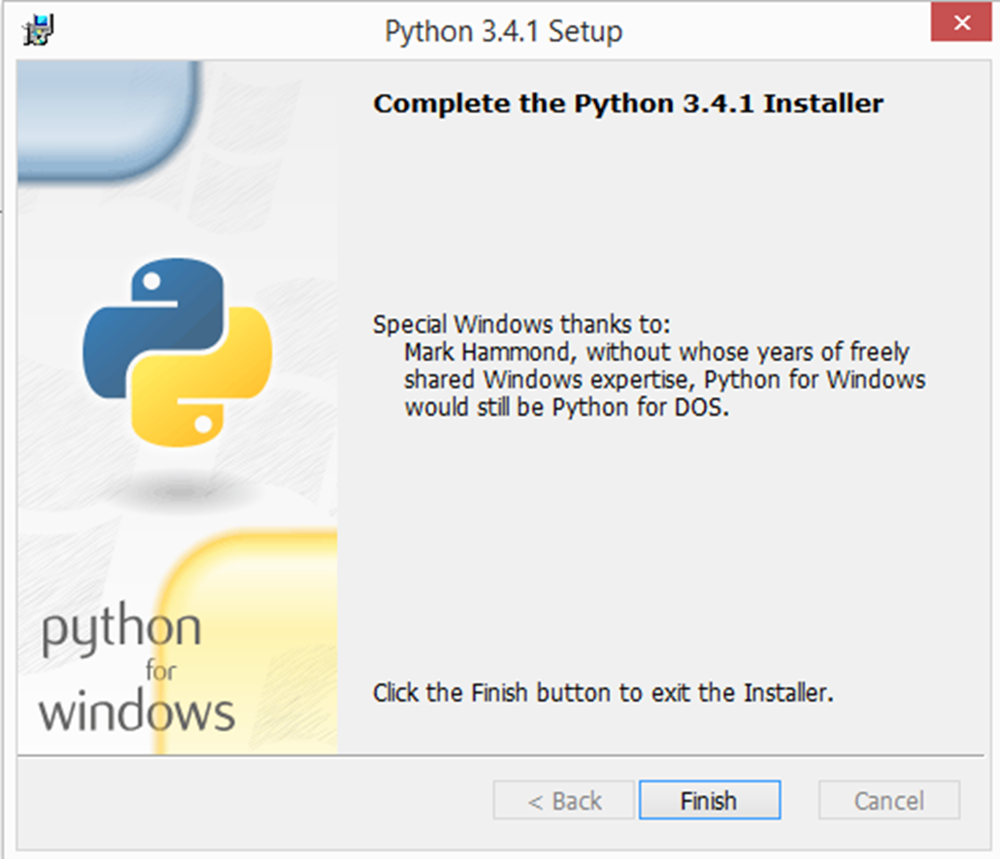 Python 3.4.1 Setup
Complete the Python 3.4.1 Installer
Special Windows thanks to:
Mark Hammond, without whose years of freely
shared Windows expertise, Python for Windows
would still be Python for DOS.
python
for
windows
Click the Finish button to exit the Installer.
< Back
Finish
Cancel